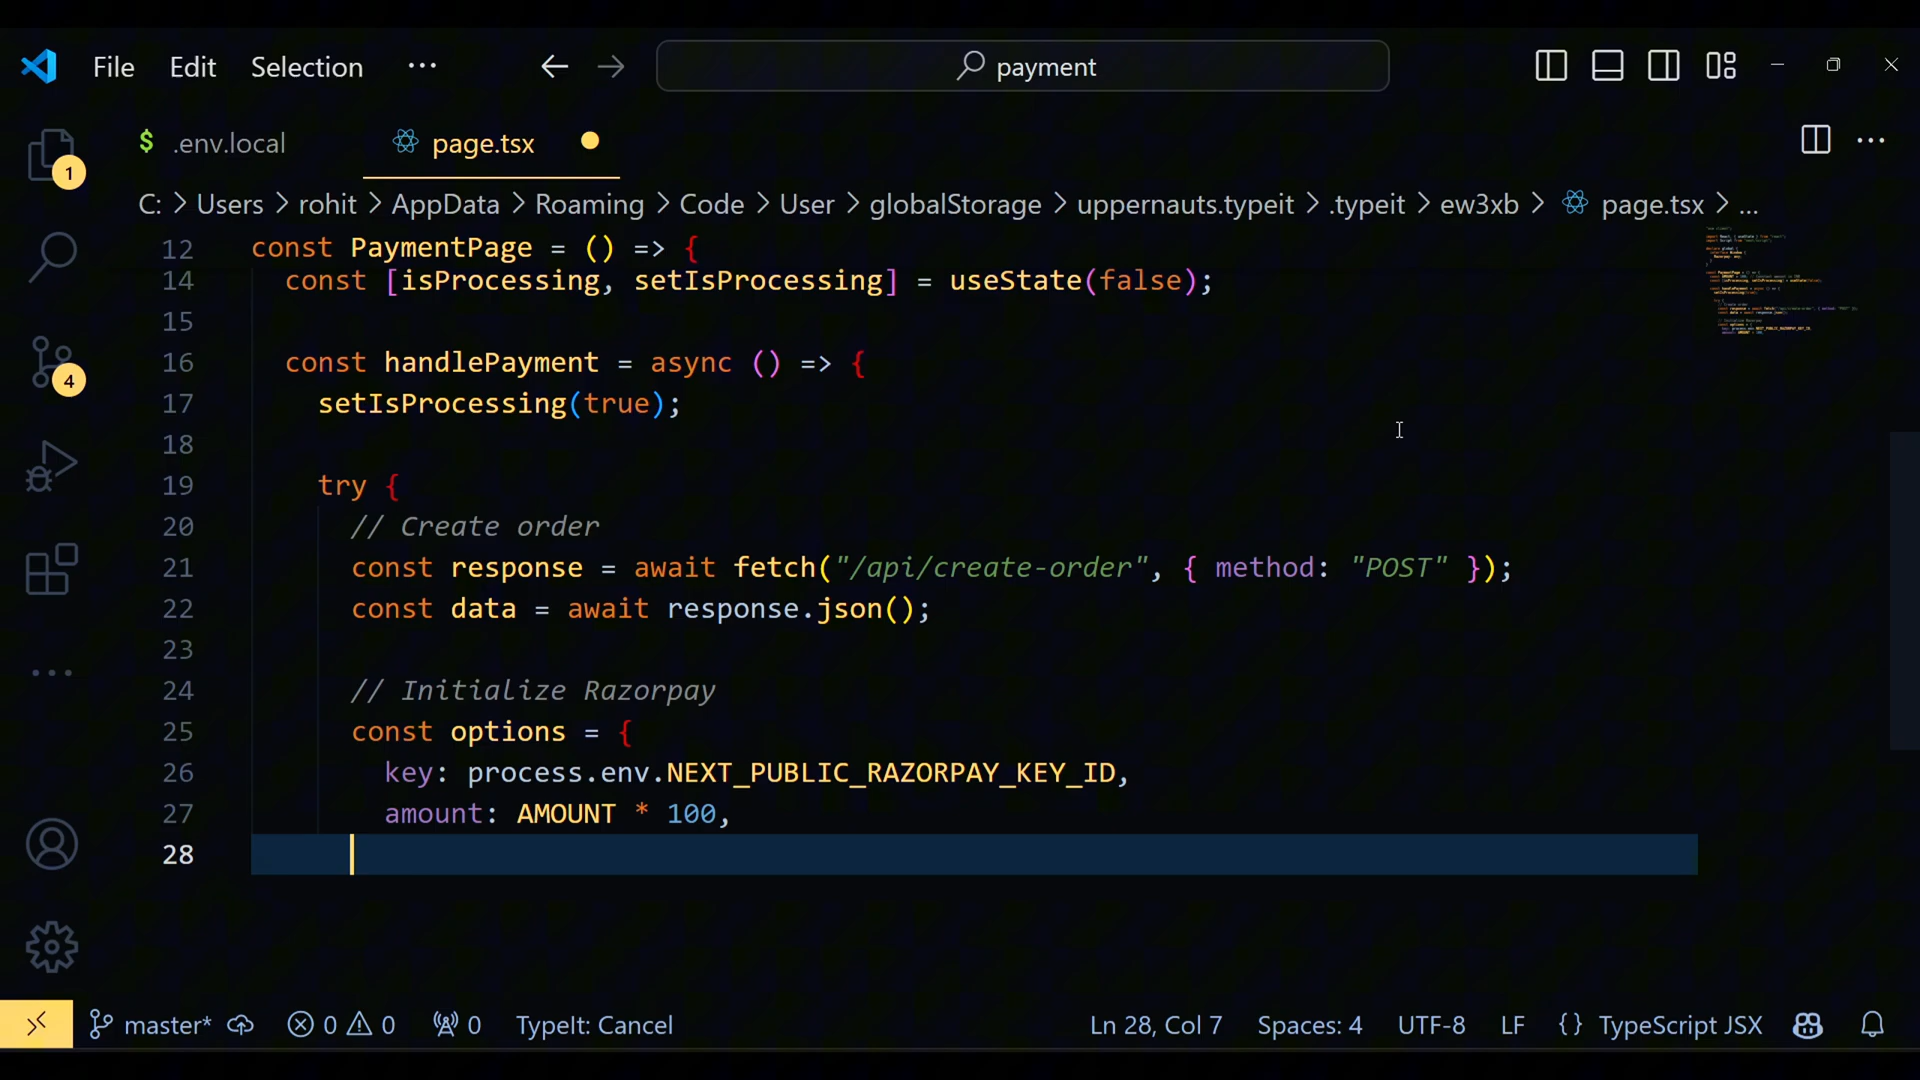 File Edit Selection ··· payment
$ .env.local page.tsx
C: > Users > rohit > AppData > Roaming > Code > User > globalStorage > uppernauts.typeit > .typeit > ew3xb > page.tsx > ...
12 const PaymentPage = () => {
14 const [isProcessing, setIsProcessing] = useState(false);
15
16 const handlePayment = async () => {
17 setIsProcessing(true);
18
19 try {
20 // Create order
21 const response = await fetch("/api/create-order", { method: "POST" });
22 const data = await response.json();
23
24 // Initialize Razorpay
25 const options = {
26 key: process.env.NEXT_PUBLIC_RAZORPAY_KEY_ID,
27 amount: AMOUNT * 100,
28
1
4
master* 0 0 0 TypeIt: Cancel Ln 28, Col 7 Spaces: 4 UTF-8 LF {} TypeScript JSX